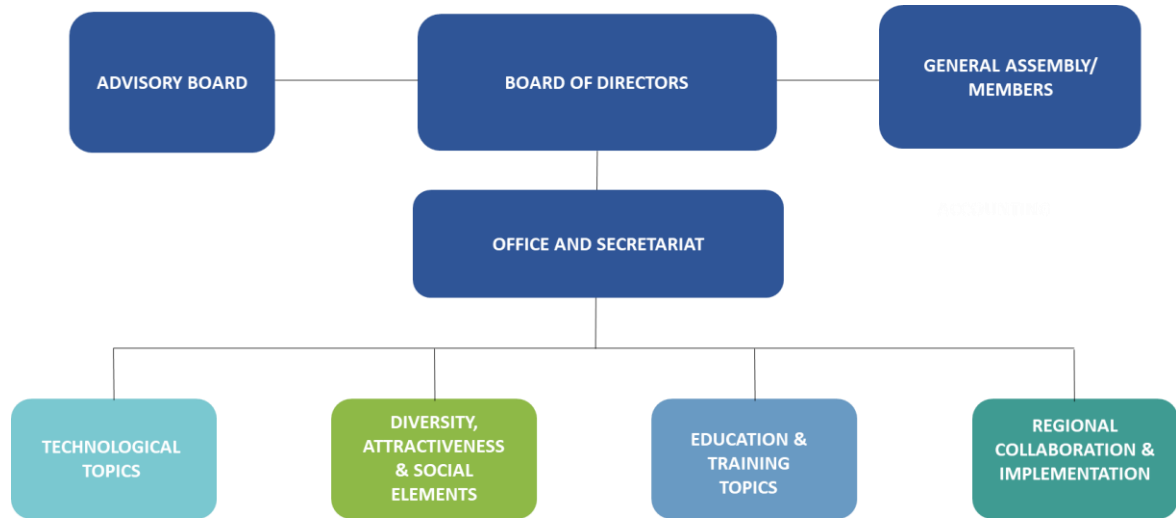 ADVISORY BOARD
BOARD OF DIRECTORS
GENERAL ASSEMBLY/
MEMBERS
OFFICE AND SECRETARIAT
TECHNOLOGICAL
TOPICS
DIVERSITY,
ATTRACTIVENESS
& SOCIAL
ELEMENTS
EDUCATION &
TRAINING
TOPICS
REGIONAL
COLLABORATION &
IMPLEMENTATION